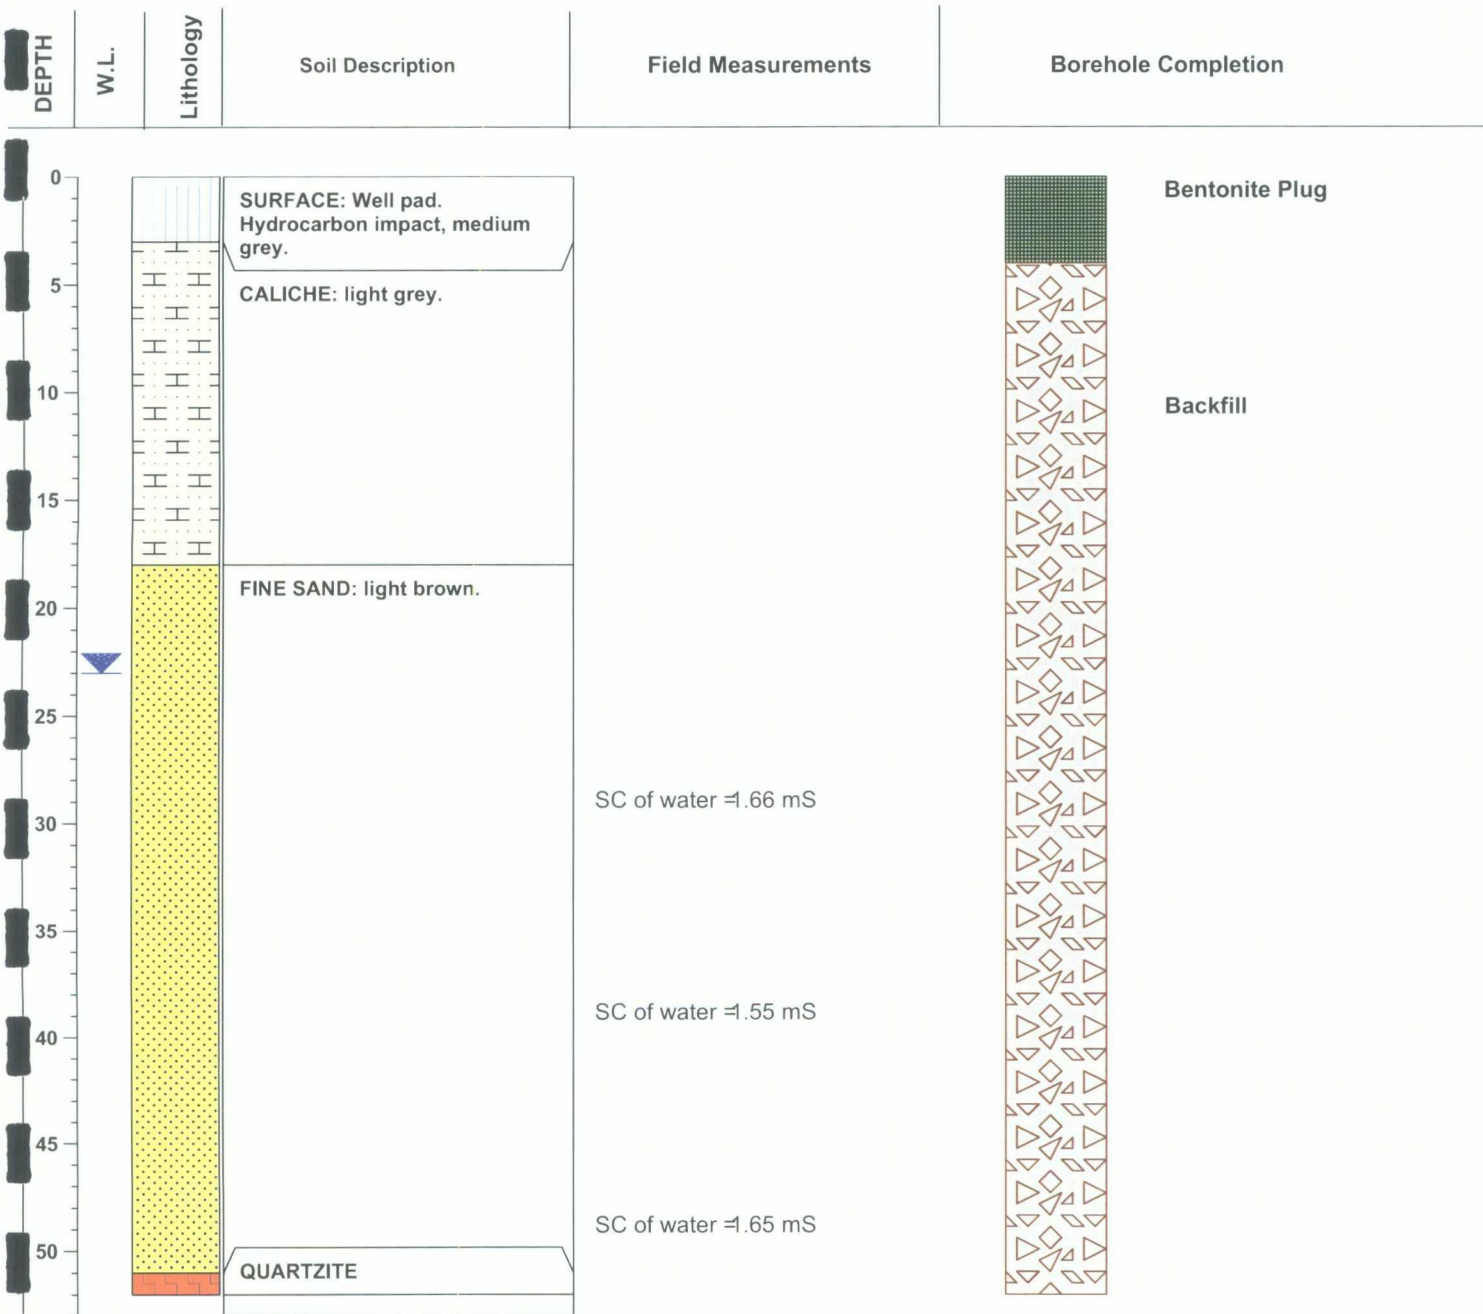 DEPTH
W.L.
Lithology
Soil Description
Field Measurements
Borehole Completion
0
SURFACE: Well pad.
Hydrocarbon impact, medium
grey.
Bentonite Plug
5
CALICHE: light grey.
10
Backfill
15
FINE SAND: light brown.
20
25
SC of water =1.66 mS
30
35
SC of water =1.55 mS
40
45
SC of water =1.65 mS
50
QUARTZITE